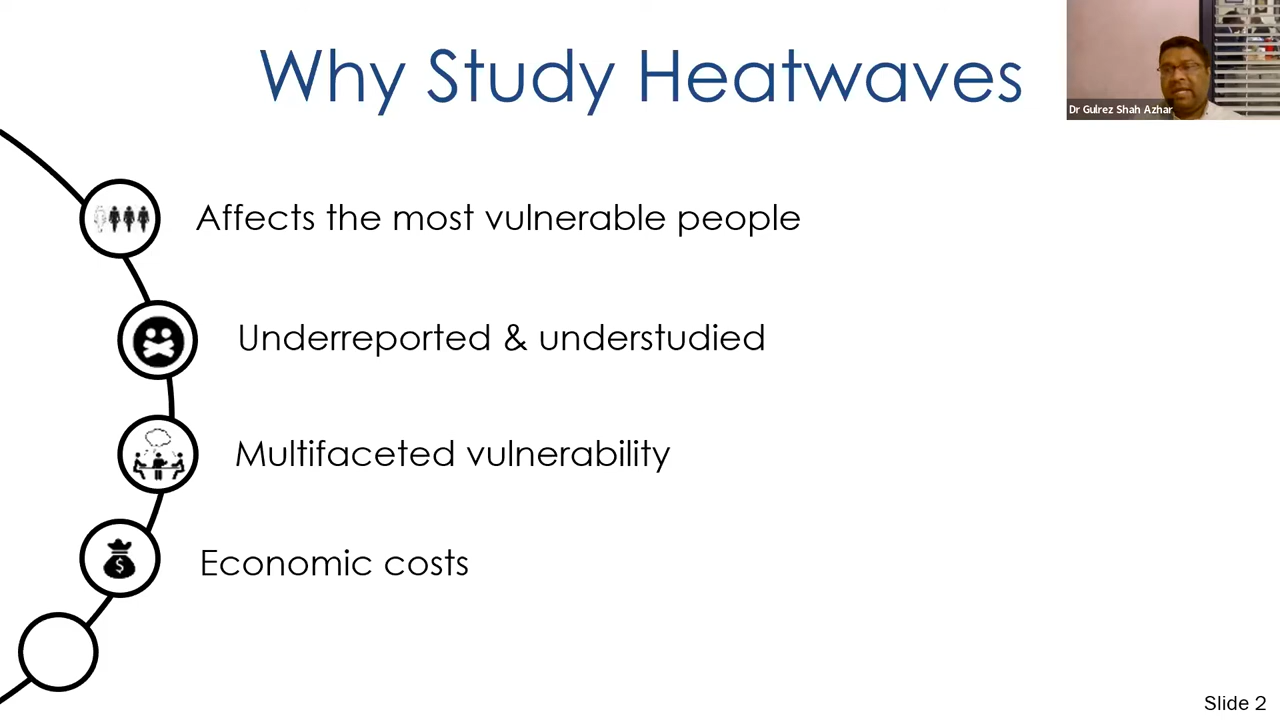 Why Study Heatwaves
Dr Gulrez Shah Azhar
Affects the most vulnerable people
Underreported & understudied
Multifaceted vulnerability
$
Economic costs
Slide 2